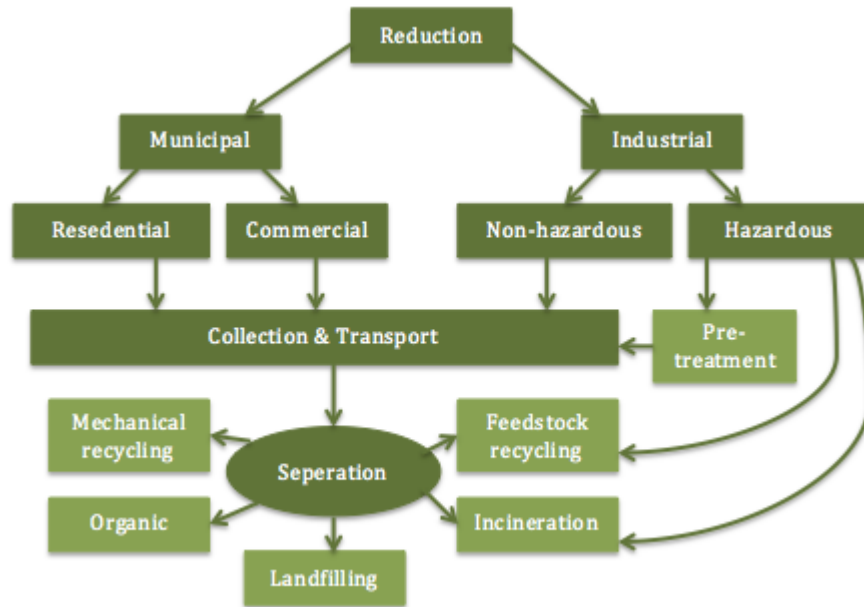 Reduction
Municipal
Industrial
Resedential
Commercial
Non-hazardous
Hazardous
Collection & Transport
Pre-
treatment
Mechanical
recycling
Feedstock
recycling
Seperation
Organic
Incineration
Landfilling